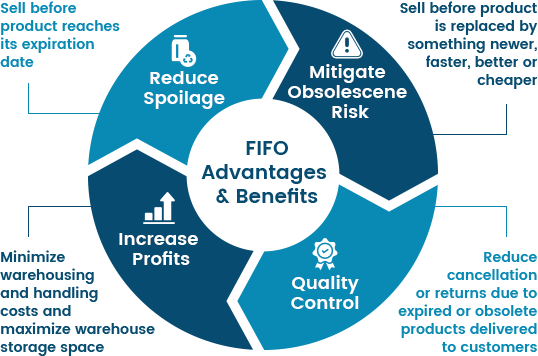 Sell before
product reaches
its expiration
date
Sell before product
is replaced by
something newer,
faster, better or
cheaper
Reduce
Spoilage
Mitigate
Obsolescene
Risk
FIFO
Advantages
& Benefits
Increase
Profits
Quality
Control
Minimize
warehousing
and handling
costs and
maximize warehouse
storage space
Reduce
cancellation
or returns due to
expired or obsolete
products delivered
to customers